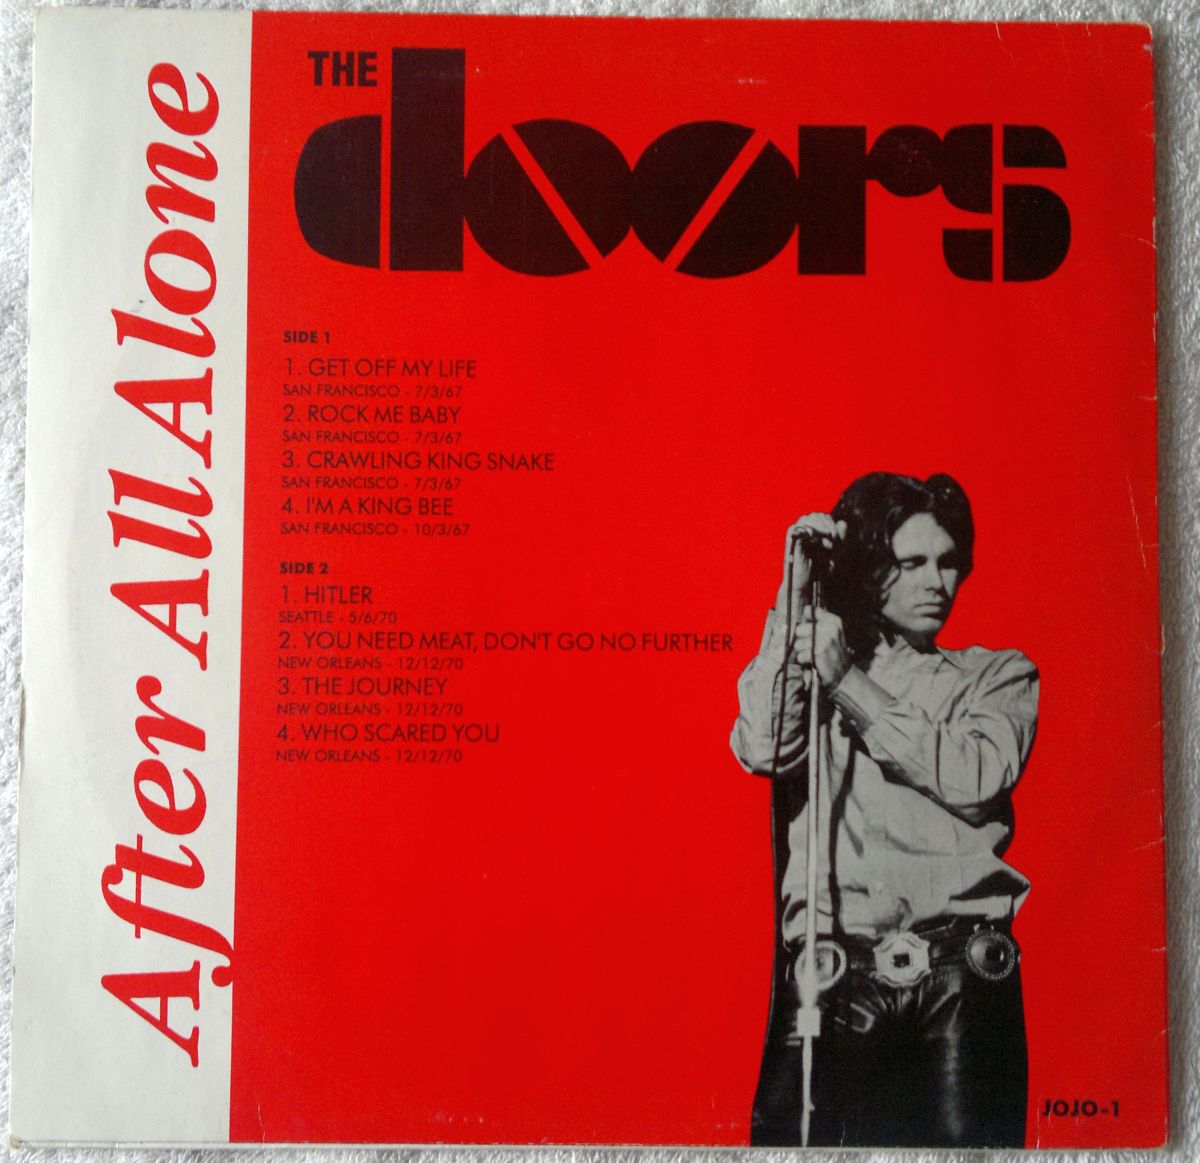 After All Alone
THE
doors
SIDE 1
1. GET OFF MY LIFE
SAN FRANCISCO - 7/3/67
2. ROCK ME BABY
SAN FRANCISCO - 7/3/67
3. CRAWLING KING SNAKE
SAN FRANCISCO - 7/3/67
4. I'M A KING BEE
SAN FRANCISCO - 10/3/67
SIDE 2
1. HITLER
SEATTLE - 5/6/70
2. YOU NEED MEAT, DON'T GO NO FURTHER
NEW ORLEANS - 12/12/70
3. THE JOURNEY
NEW ORLEANS - 12/12/70
4. WHO SCARED YOU
NEW ORLEANS - 12/12/70
JOJO-1